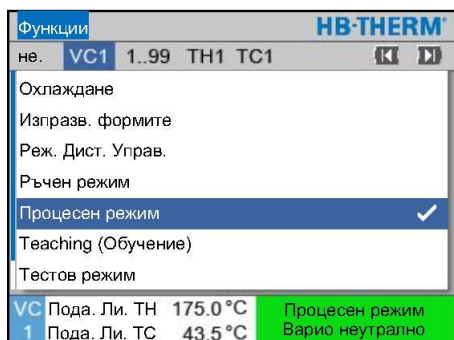 Функции HB-THERM
не. VC1 1..99 TH1 TC1
Охлаждане
Изпразв. формите
Реж. Дист. Управ.
Ръчен режим
Процесен режим
Teaching (Обучение)
Тестов режим
VC Пода. Ли. TH 175.0 °C Процесен режим
1 Пода. Ли. TC 43.5 °C Варио неутрално